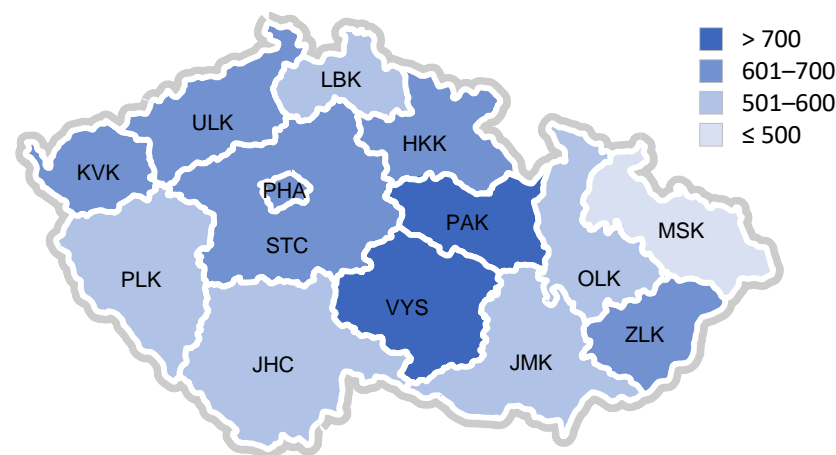 > 700
601–700
501–600
≤ 500
LBK
ULK
HKK
KVK
PHA
PAK
MSK
STC
PLK
OLK
VYS
ZLK
JHC
JMK